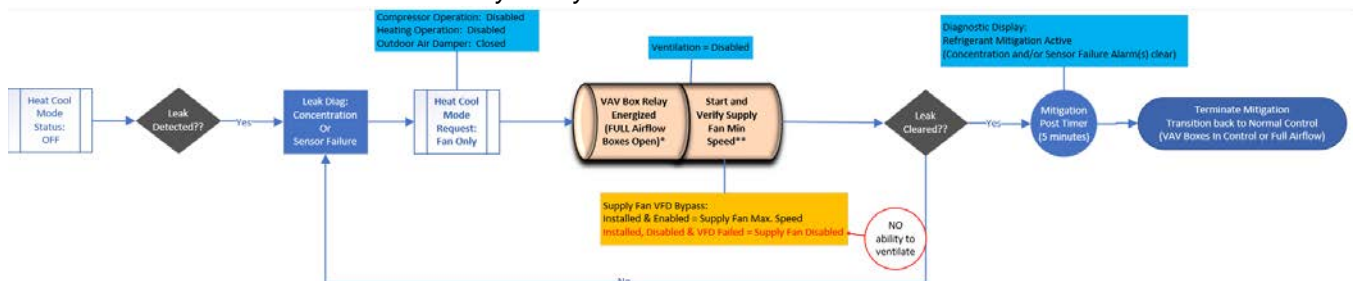 Compressor Operation: Disabled
Heating Operation: Disabled
Outdoor Air Damper: Closed
Ventilation = Disabled
Diagnostic Display:
Refrigerant Mitigation Active
(Concentration and/or Sensor Failure Alarm(s) clear)
Heat Cool
Mode
Status:
OFF
Leak
Detected??
Yes
Leak Diag:
Concentration
Or
Sensor Failure
Heat Cool
Mode
Request:
Fan Only
VAV Box Relay
Energized
(FULL Airflow
Boxes Open)*
Start and
Verify Supply
Fan Min
Speed**
Leak
Cleared??
Yes
Mitigation
Post Timer
(5 minutes)
Terminate Mitigation
Transition back to Normal Control
(VAV Boxes In Control or Full Airflow)
Supply Fan VFD Bypass:
Installed & Enabled = Supply Fan Max. Speed
Installed, Disabled & VFD Failed = Supply Fan Disabled
NO
ability to
ventilate
No